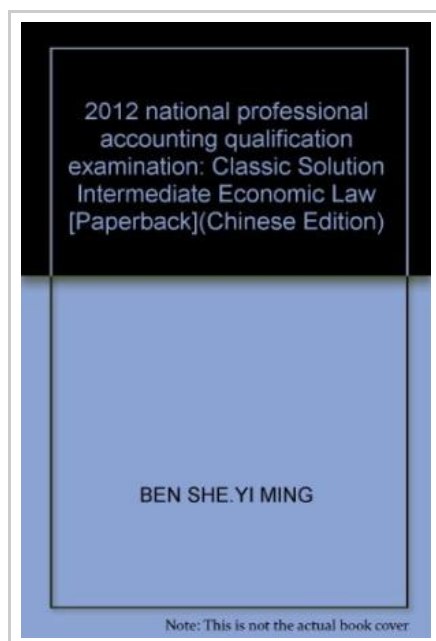 2012 national professional
accounting qualification
examination: Classic Solution
Intermediate Economic Law
[Paperback](Chinese Edition)
BEN SHE.YI MING
Note: This is not the actual book cover